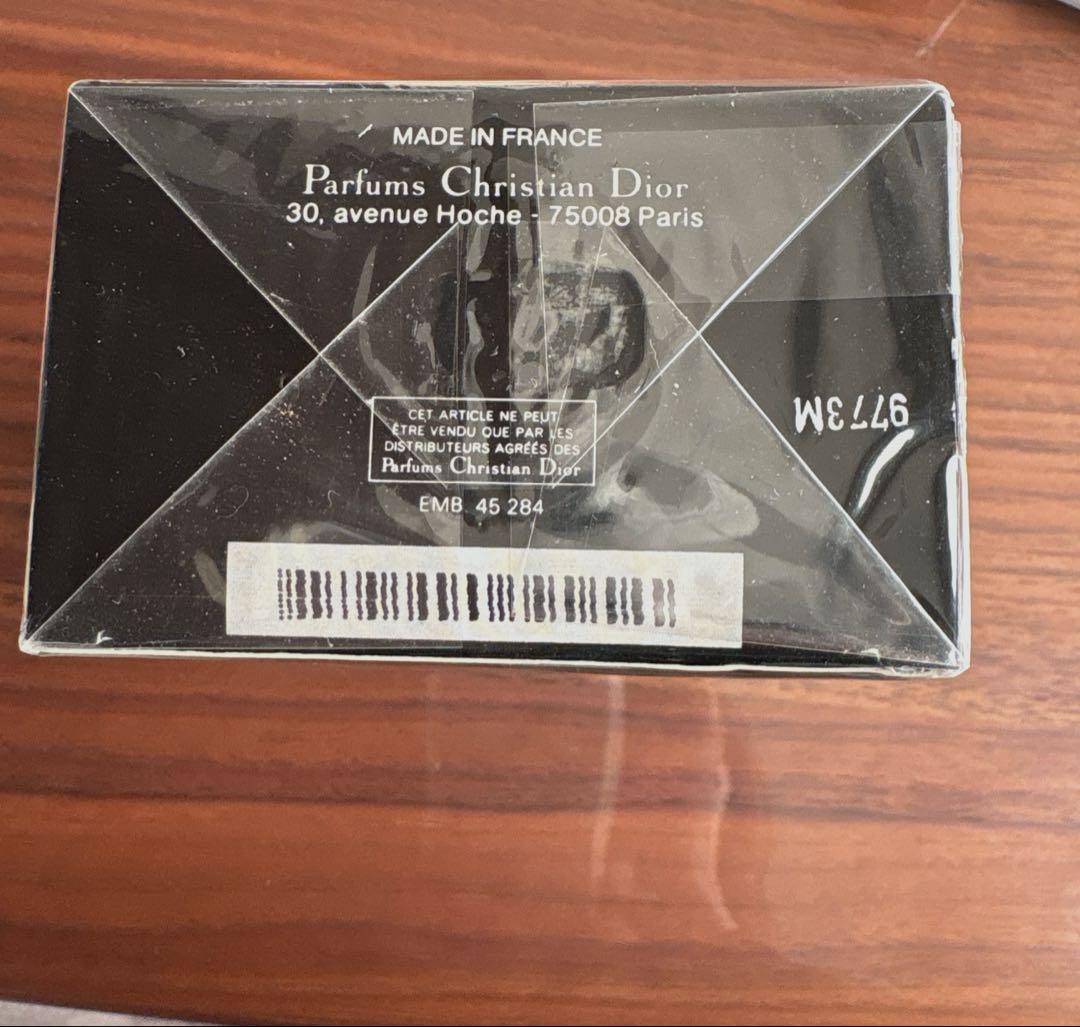 MADE IN FRANCE
Parfums Christian Dior
30, avenue Hoche - 75008 Paris
CET ARTICLE NE PEUT
ÊTRE VENDU QUE PAR LES
DISTRIBUTEURS AGRÉÉS DES
Parfums Christian Dior
EMB 45 284
9773M